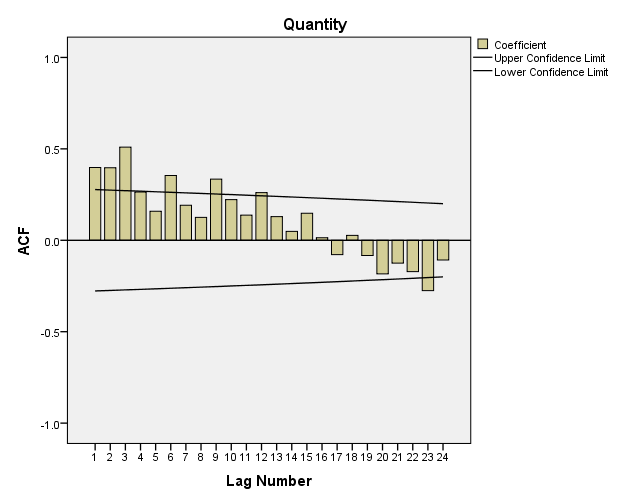 Quantity
Coefficient
Upper Confidence Limit
Lower Confidence Limit
1.0
0.5
0.0
-0.5
-1.0
ACF
1 2 3 4 5 6 7 8 9 10 11 12 13 14 15 16 17 18 19 20 21 22 23 24
Lag Number